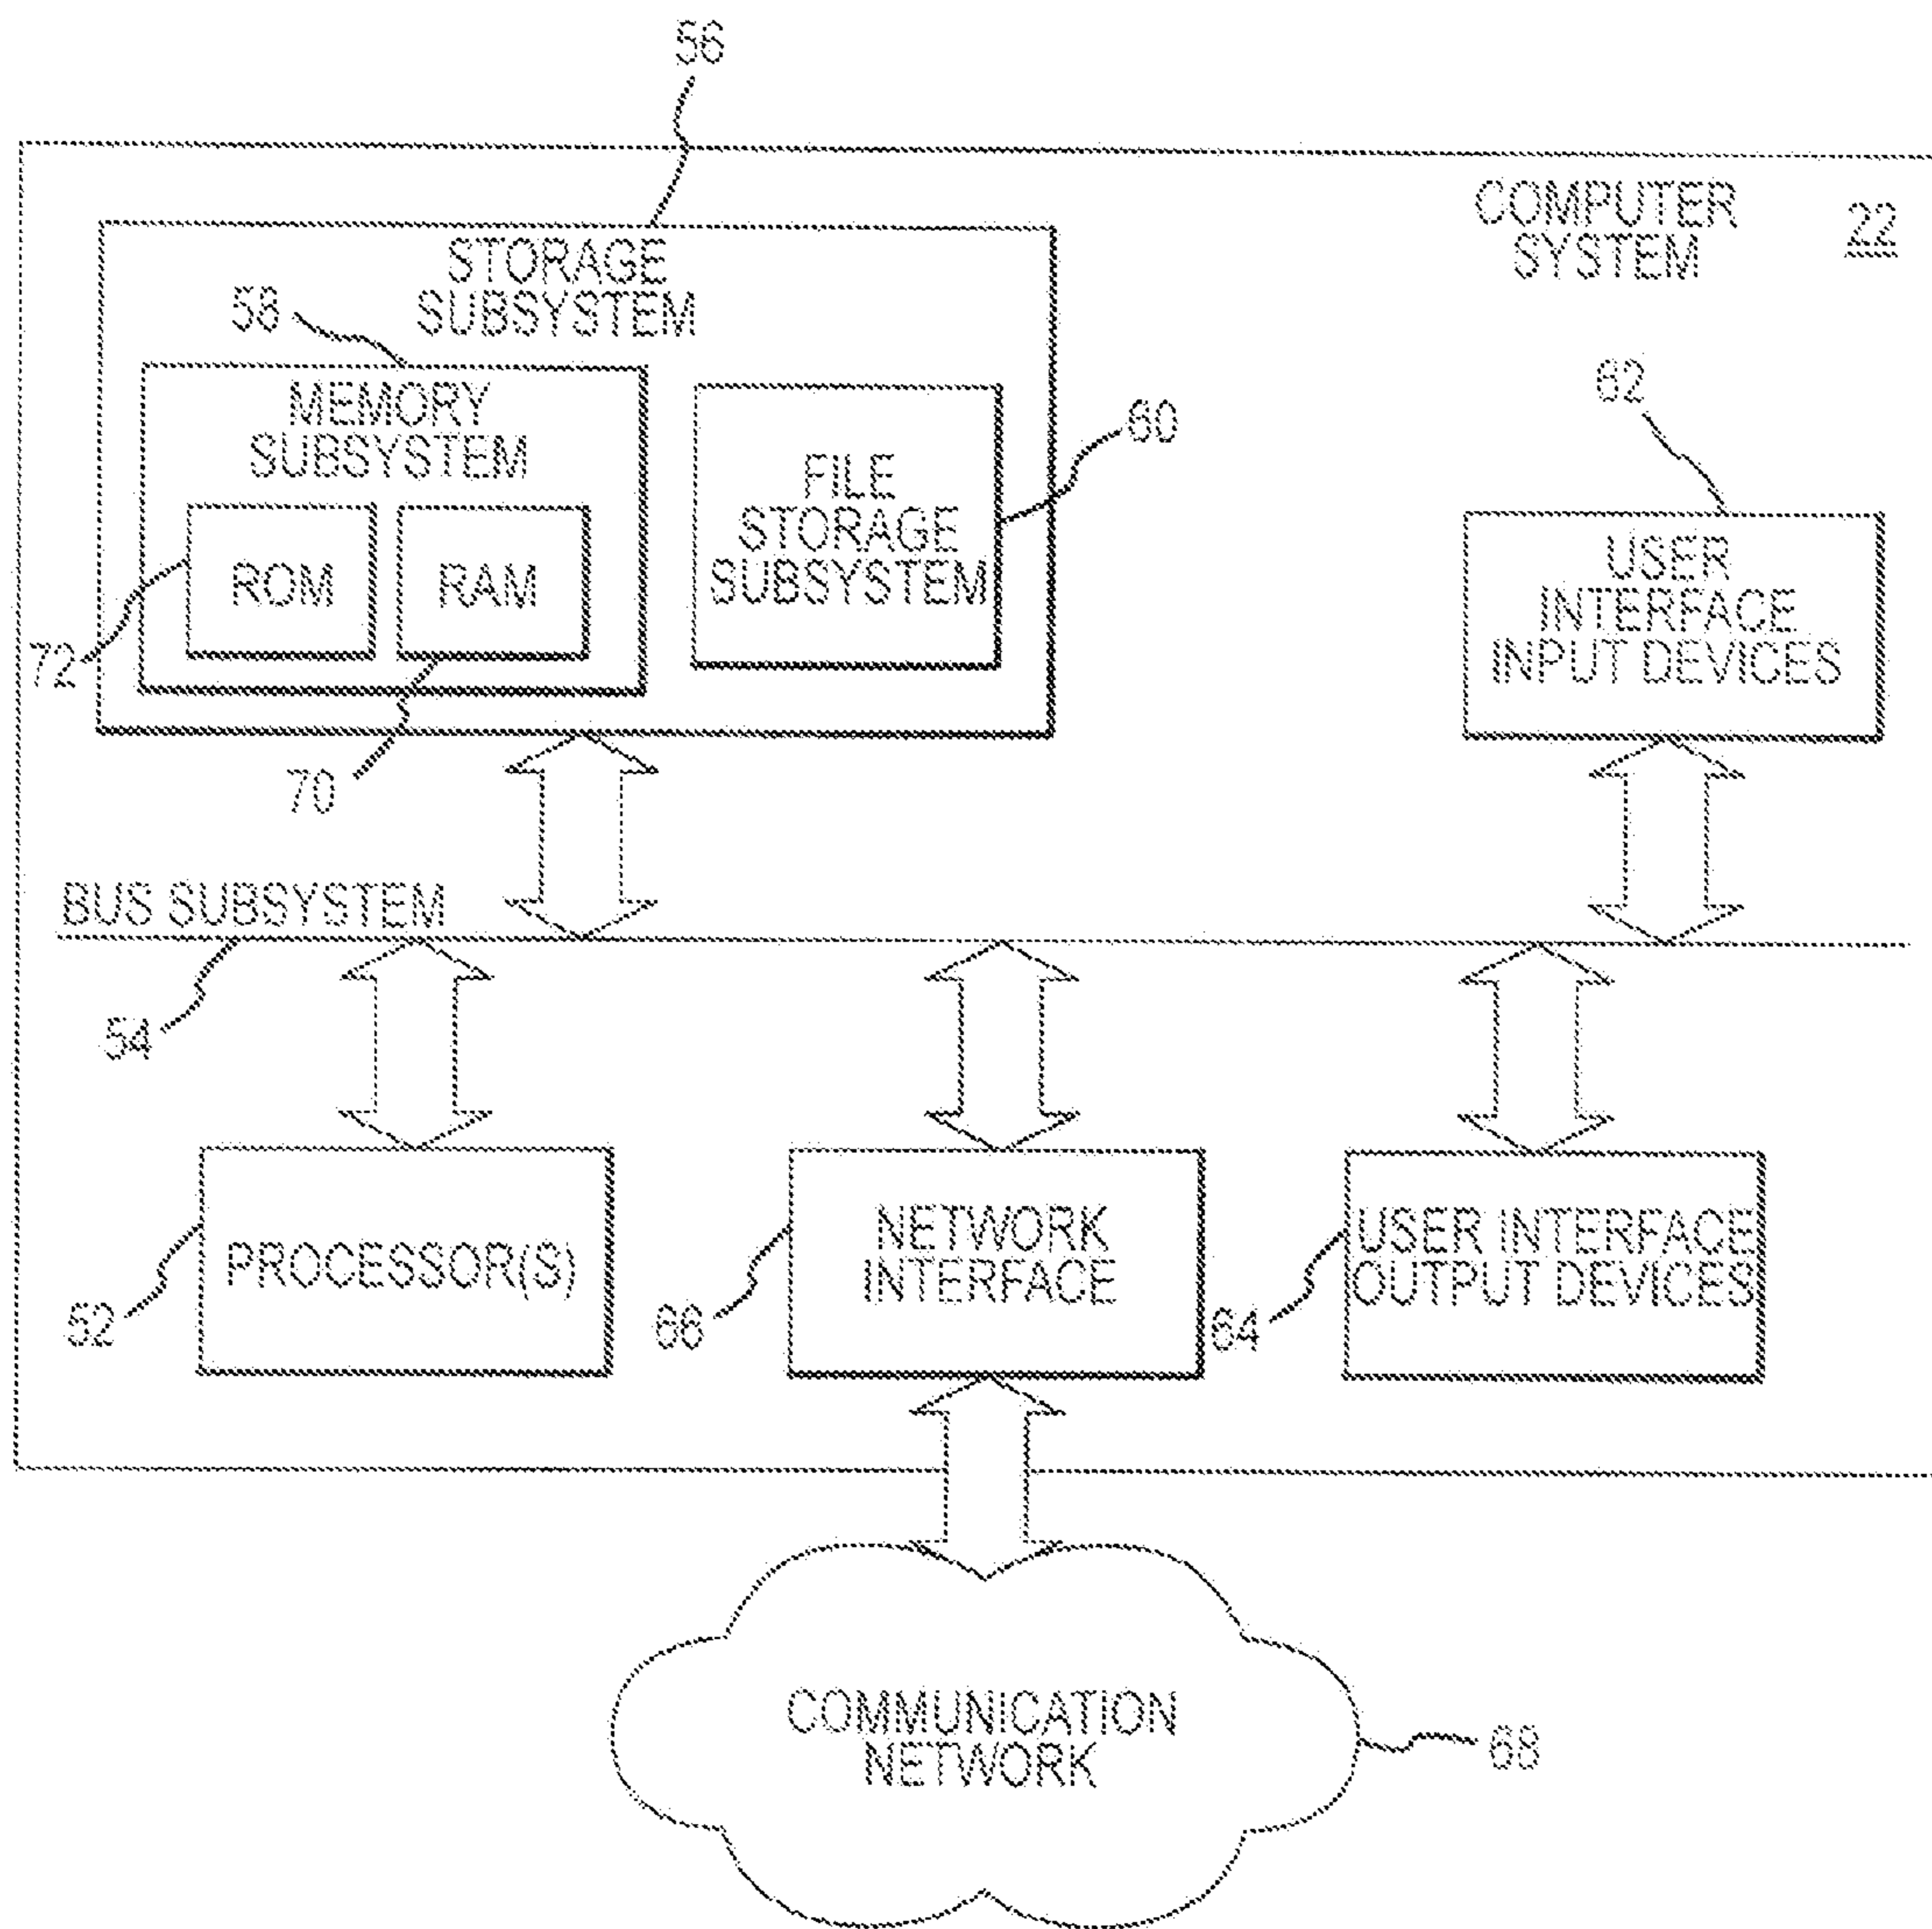 56
COMPUTER
SYSTEM
22
STORAGE
SUBSYSTEM
58
MEMORY
SUBSYSTEM
ROM
RAM
72
70
FILE
STORAGE
SUBSYSTEM
60
62
USER
INTERFACE
INPUT DEVICES
BUS SUBSYSTEM
54
PROCESSOR(S)
52
NETWORK
INTERFACE
66
USER INTERFACE
OUTPUT DEVICES
64
COMMUNICATION
NETWORK
68